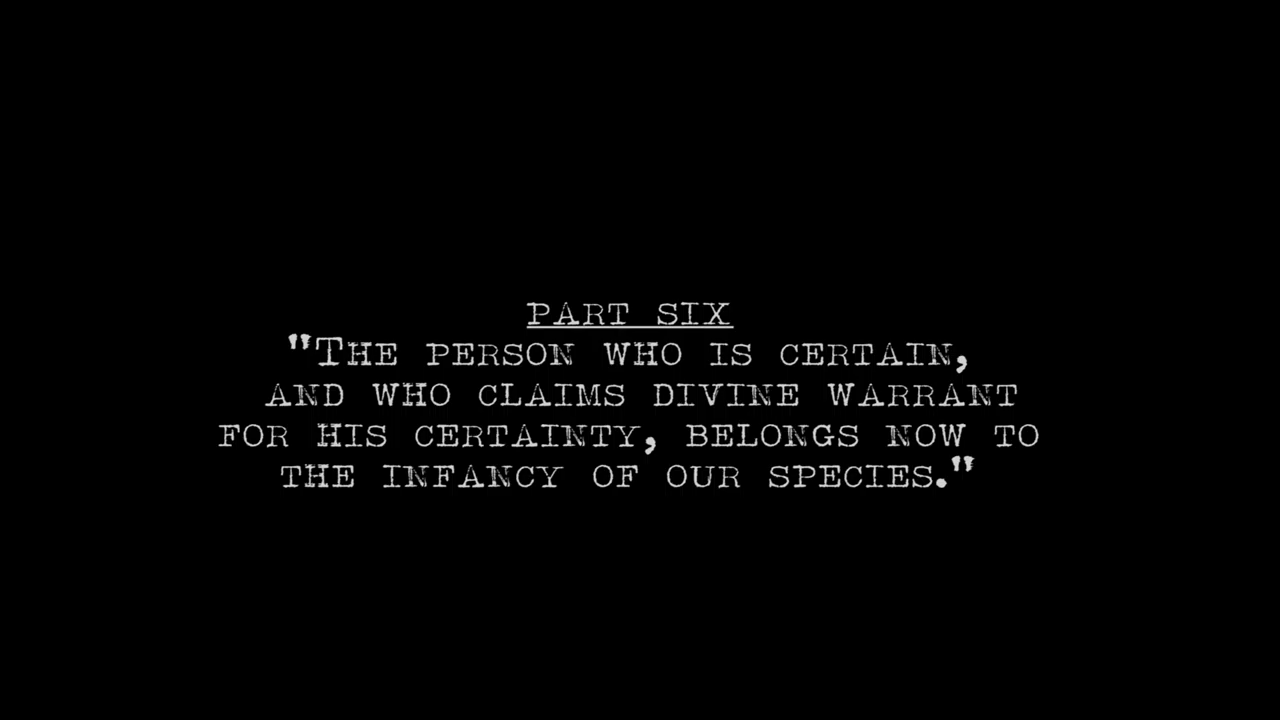 PART SIX
"THE PERSON WHO IS CERTAIN,
AND WHO CLAIMS DIVINE WARRANT
FOR HIS CERTAINTY, BELONGS NOW TO
THE INFANCY OF OUR SPECIES."